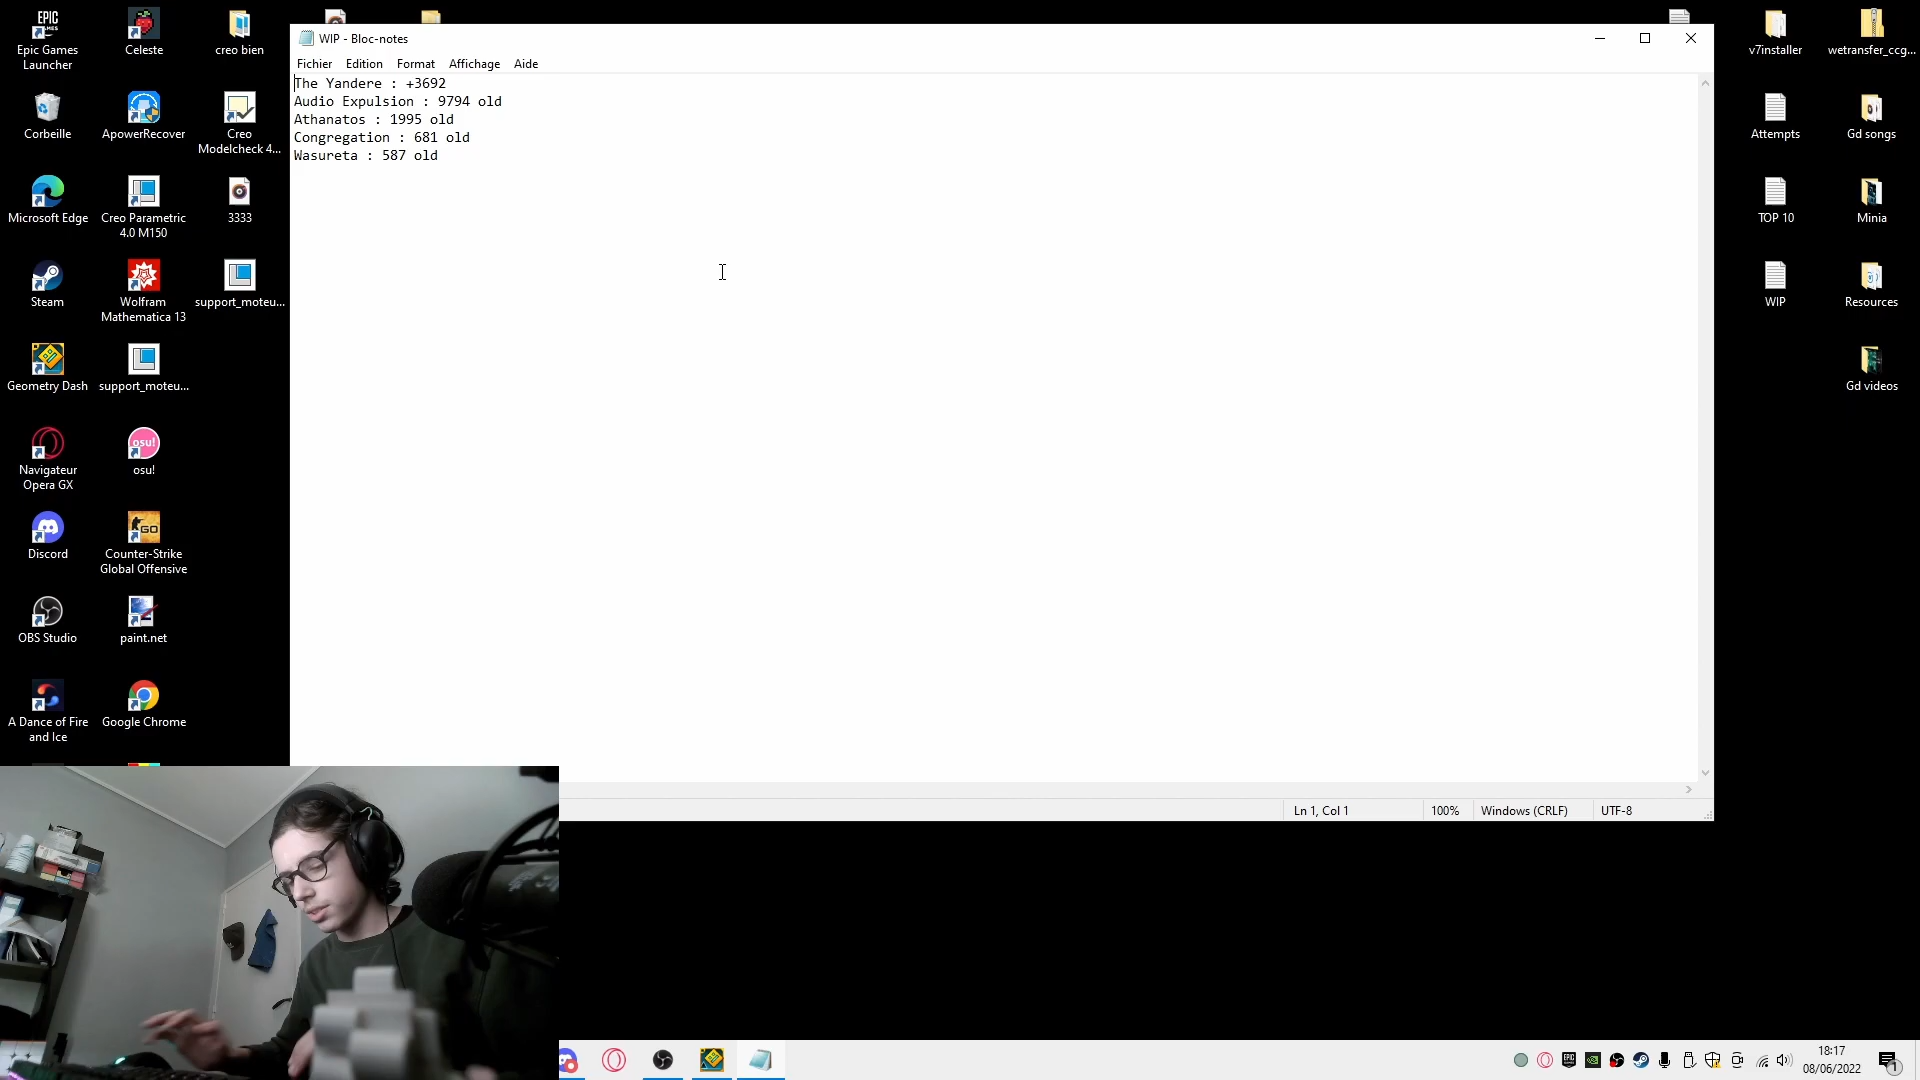 WIP - Bloc-notes
Fichier Edition Format Affichage Aide
The Yandere : +3692
Audio Expulsion : 9794 old
Athanatos : 1995 old
Congregation : 681 old
Wasureta : 587 old
Ln 1, Col 1 100% Windows (CRLF) UTF-8
Epic Games
Launcher
Celeste
creo bien
Corbeille
ApowerRecover
Creo
Modelcheck 4...
Microsoft Edge
Creo Parametric
4.0 M150
3333
Steam
Wolfram
Mathematica 13
support_moteu...
Geometry Dash
support_moteu...
Navigateur
Opera GX
osu!
osu!
Discord
Counter-Strike
Global Offensive
GO
OBS Studio
paint.net
A Dance of Fire
and Ice
Google Chrome
v7installer
wetransfer_ccg...
Attempts
Gd songs
TOP 10
Minia
WIP
Resources
Gd videos
18:17
08/06/2022
1